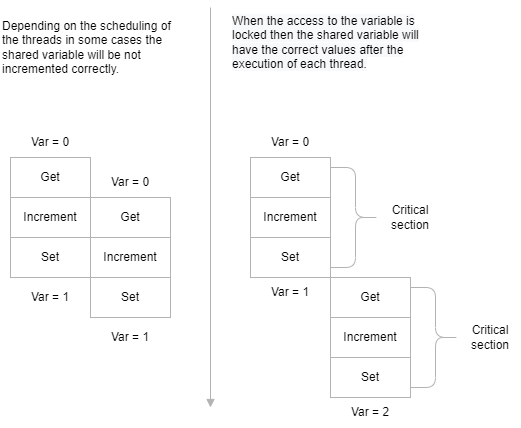 Depending on the scheduling of
the threads in some cases the
shared variable will be not
incremented correctly.
When the access to the variable is
locked then the shared variable will
have the correct values after the
execution of each thread.
Var = 0
Get
Var = 0
Increment
Get
Set
Increment
Var = 1
Set
Var = 1
Var = 0
Get
Increment
Critical
section
Set
Var = 1
Get
Increment
Critical
section
Set
Var = 2